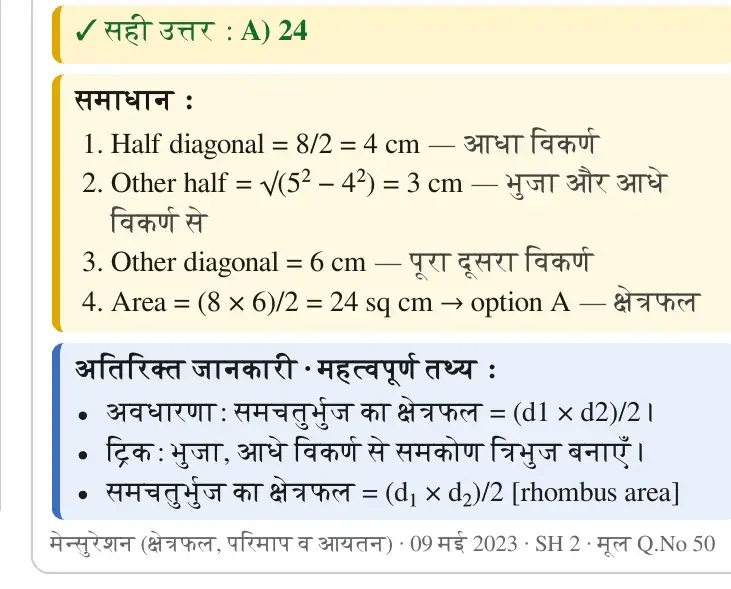 ✓ सही उत्तर : A) 24
समाधान :
1. Half diagonal = 8/2 = 4 cm — आधा विकर्ण
2. Other half = √(5² − 4²) = 3 cm — भुजा और आधे
विकर्ण से
3. Other diagonal = 6 cm — पूरा दूसरा विकर्ण
4. Area = (8 × 6)/2 = 24 sq cm → option A — क्षेत्रफल
अतिरिक्त जानकारी · महत्वपूर्ण तथ्य :
• अवधारणा : समचतुर्भुज का क्षेत्रफल = (d1 × d2)/2।
• ट्रिक : भुजा, आधे विकर्ण से समकोण त्रिभुज बनाएँ।
• समचतुर्भुज का क्षेत्रफल = (d₁ × d₂)/2 [rhombus area]
मेन्सुरेशन (क्षेत्रफल, परिमाप व आयतन) · 09 मई 2023 · SH 2 · मूल Q.No 50